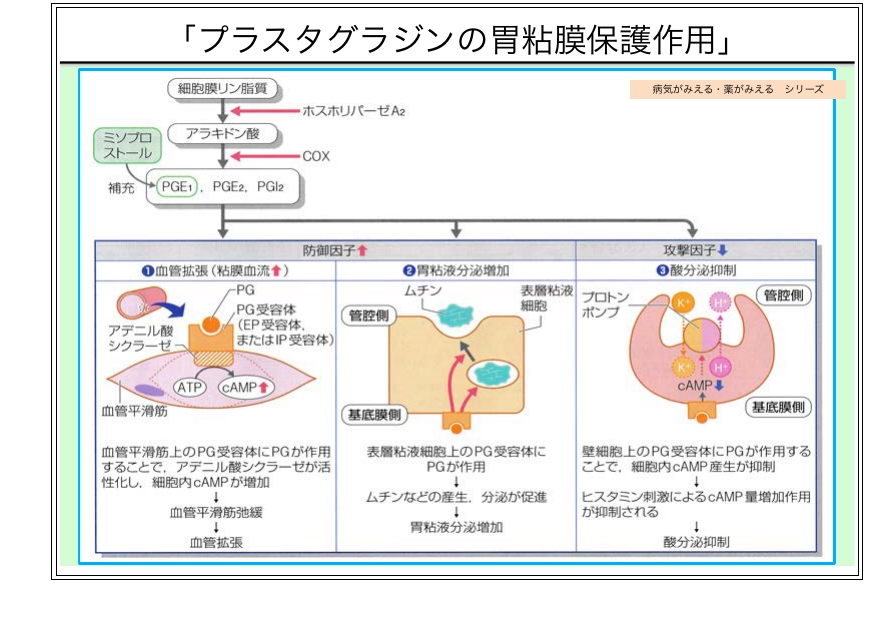 「プラスタグラジンの胃粘膜保護作用」
病気がみえる・薬がみえる　シリーズ
細胞膜リン脂質
ホスホリパーゼA₂
アラキドン酸
COX
ミソプロ
ストール
補充
PGE₁，PGE₂，PGI₂
防御因子⬆
攻撃因子⬇
❶血管拡張（粘膜血流⬆）
❷胃粘液分泌増加
❸酸分泌抑制
PG
PG受容体
（EP受容体，
またはIP受容体）
アデニル酸
シクラーゼ
ATP
cAMP⬆
血管平滑筋
血管平滑筋上のPG受容体にPGが作用
することで，アデニル酸シクラーゼが活
性化し，細胞内cAMPが増加
↓
血管平滑筋弛緩
↓
血管拡張
ムチン
表層粘液
細胞
管腔側
基底膜側
表層粘液細胞上のPG受容体に
PGが作用
↓
ムチンなどの産生，分泌が促進
↓
胃粘液分泌増加
プロトン
ポンプ
K⁺
H⁺
管腔側
K⁺
H⁺
cAMP⬇
基底膜側
壁細胞上のPG受容体にPGが作用する
ことで，細胞内cAMP産生が抑制
↓
ヒスタミン刺激によるcAMP量増加作用
が抑制される
↓
酸分泌抑制